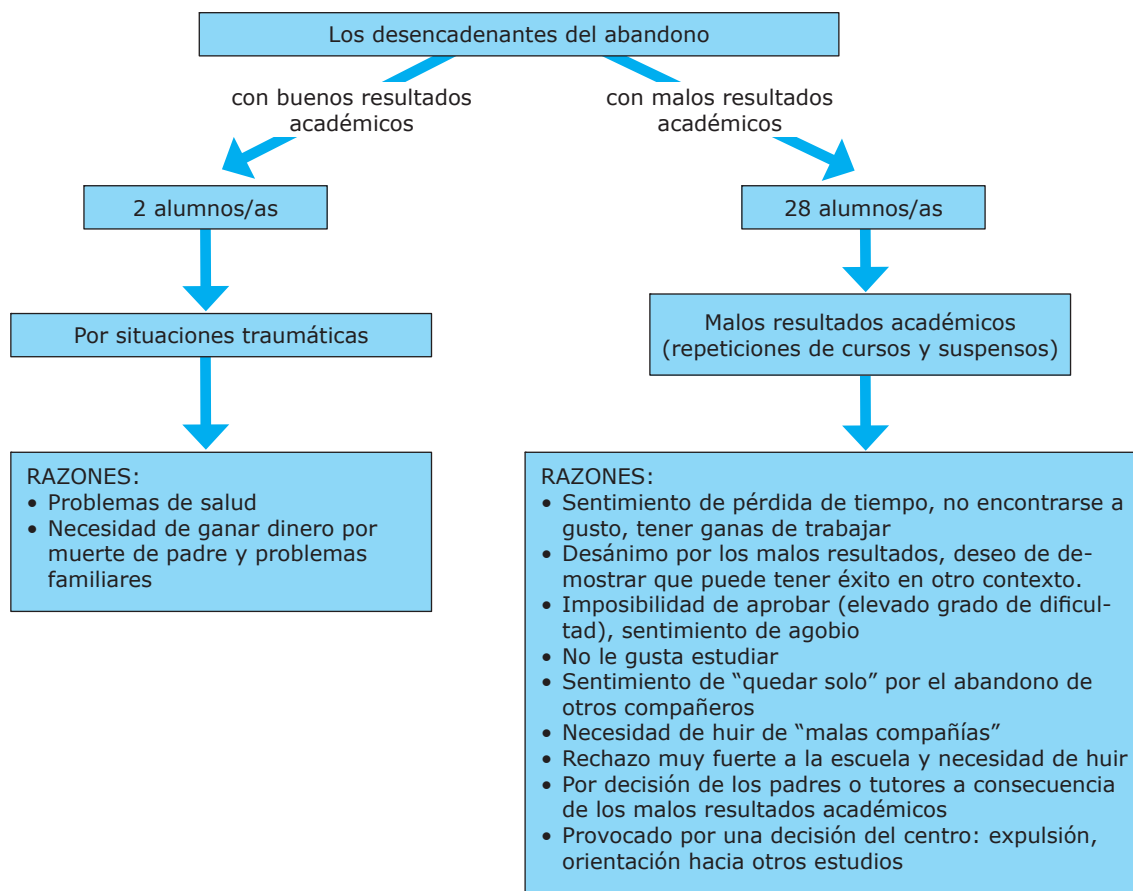 Los desencadenantes del abandono
con buenos resultados
académicos
con malos resultados
académicos
2 alumnos/as
28 alumnos/as
Por situaciones traumáticas
Malos resultados académicos
(repeticiones de cursos y suspensos)
RAZONES:
• Problemas de salud
• Necesidad de ganar dinero por
muerte de padre y problemas
familiares
RAZONES:
• Sentimiento de pérdida de tiempo, no encontrarse a
gusto, tener ganas de trabajar
• Desánimo por los malos resultados, deseo de de-
mostrar que puede tener éxito en otro contexto.
• Imposibilidad de aprobar (elevado grado de dificul-
tad), sentimiento de agobio
• No le gusta estudiar
• Sentimiento de “quedar solo” por el abandono de
otros compañeros
• Necesidad de huir de “malas compañías”
• Rechazo muy fuerte a la escuela y necesidad de huir
• Por decisión de los padres o tutores a consecuencia
de los malos resultados académicos
• Provocado por una decisión del centro: expulsión,
orientación hacia otros estudios